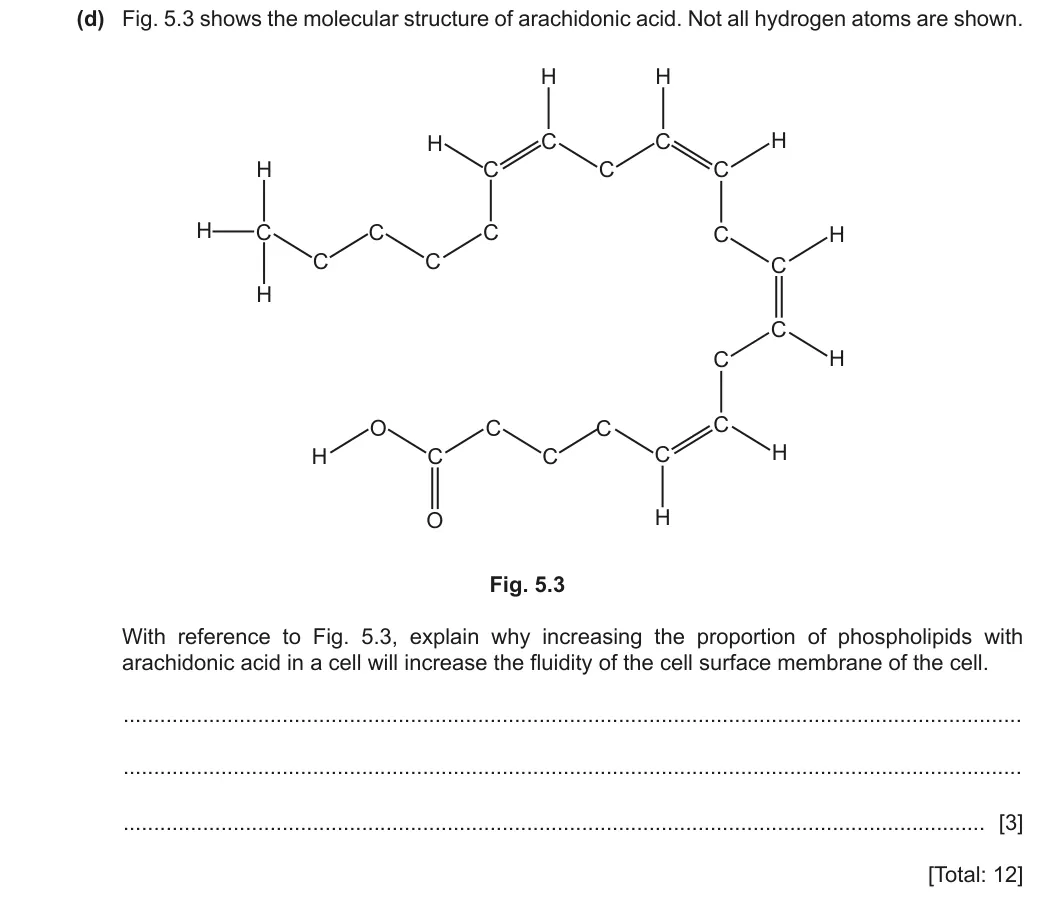 (d) Fig. 5.3 shows the molecular structure of arachidonic acid. Not all hydrogen atoms are shown.
H H
H C C H
C C C
H
H C C C C H
C C C
H
C
C H
O C C C
H C C C H
O H
Fig. 5.3
With reference to Fig. 5.3, explain why increasing the proportion of phospholipids with
arachidonic acid in a cell will increase the fluidity of the cell surface membrane of the cell.
[3]
[Total: 12]